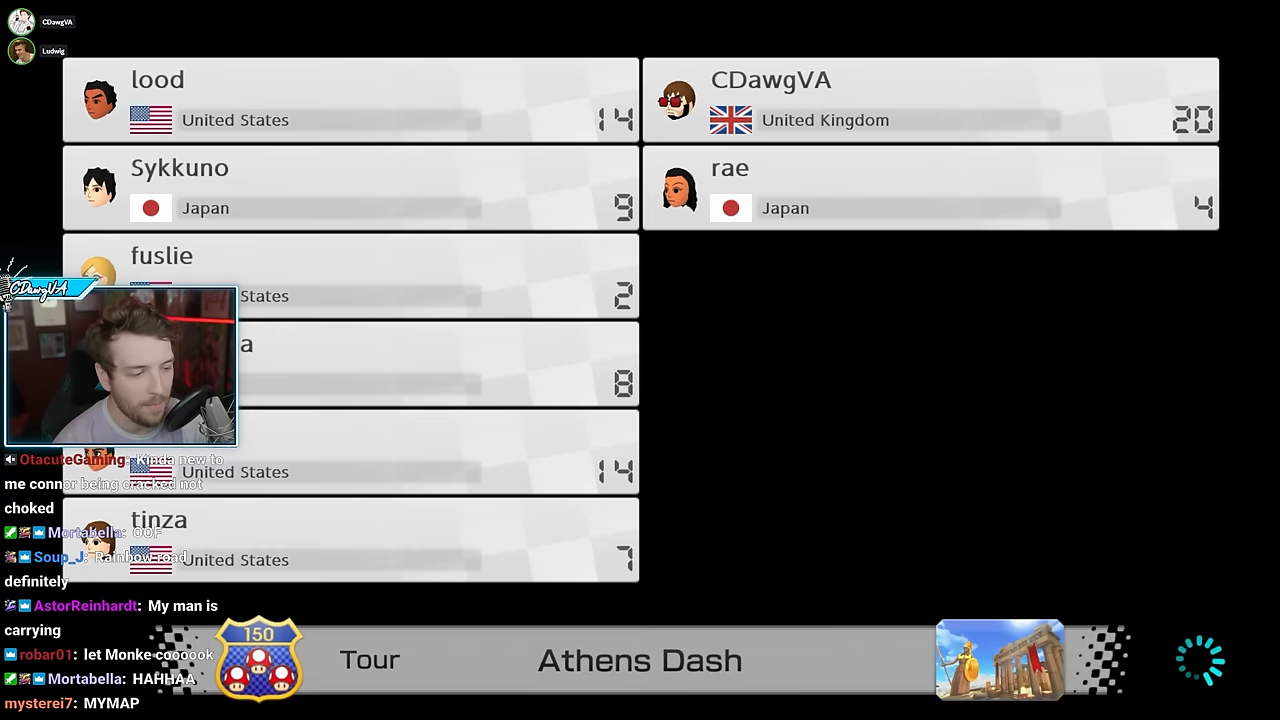 CDawgVA
Ludwig
lood
United States
14
Sykkuno
Japan
9
fuslie
States
2
a
8
United States
14
tinza
United States
7
CDawgVA
United Kingdom
20
rae
Japan
4
CDawgVA
OtacuteGaming: Kinda new to
me connor being cracked not
choked
Mortabella: OOF
Soup_J: Rainbow road
definitely
AstorReinhardt: My man is
carrying
robar01: let Monke coooook
Mortabella: HAHHAA
mysterei7: MYMAP
150
Tour
Athens Dash